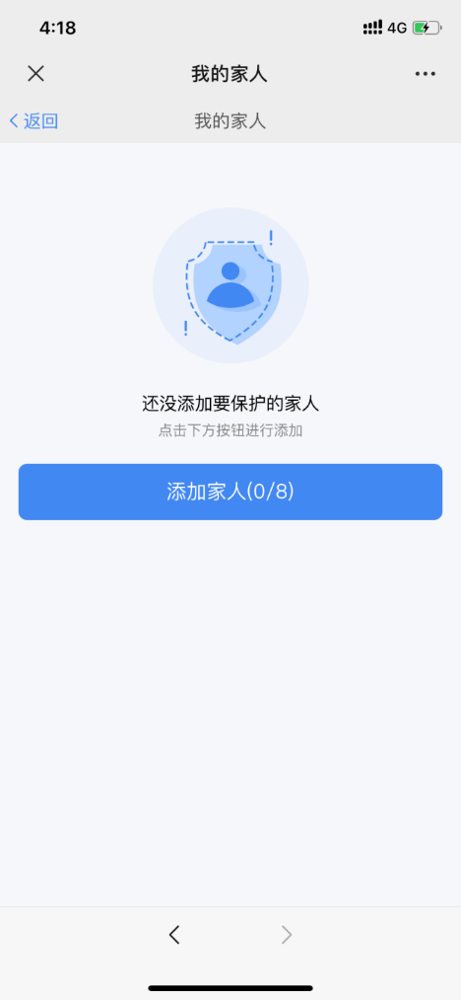 4:18
4G
我的家人
返回
我的家人
!
!
还没添加要保护的家人
点击下方按钮进行添加
添加家人(0/8)